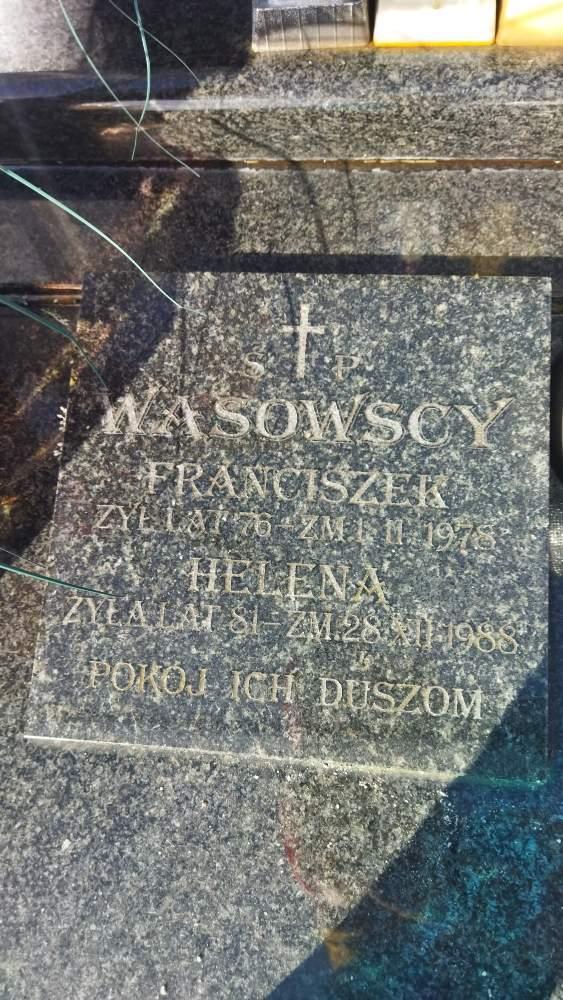 S P
WĄSOWSCY
FRANCISZEK
ŻYŁ LAT 76 - ZM. 1 II 1978
HELENA
ŻYŁA LAT 81 - ZM. 28 XII 1988
POKÓJ ICH DUSZOM